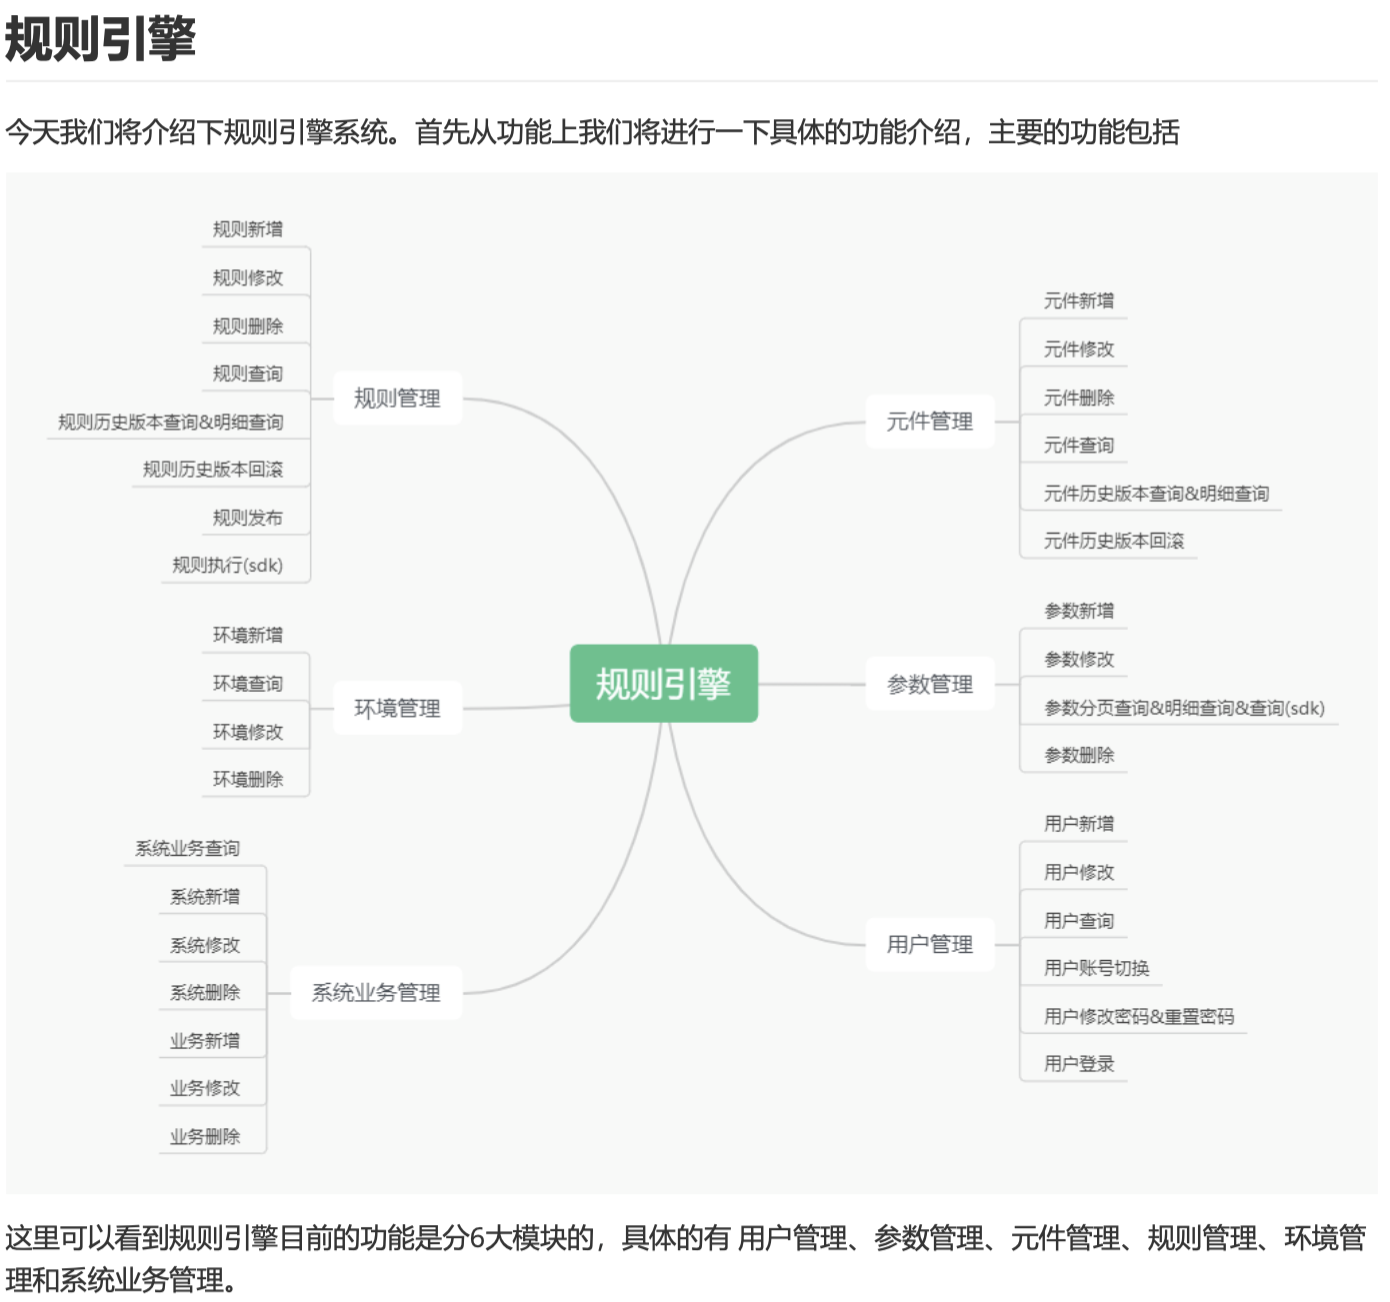 规则引擎
今天我们将介绍下规则引擎系统。首先从功能上我们将进行一下具体的功能介绍，主要的功能包括
规则新增
规则修改
规则删除
规则查询
规则历史版本查询&明细查询
规则历史版本回滚
规则发布
规则执行(sdk)
规则管理
环境新增
环境查询
环境修改
环境删除
环境管理
系统业务查询
系统新增
系统修改
系统删除
业务新增
业务修改
业务删除
系统业务管理
规则引擎
元件管理
元件新增
元件修改
元件删除
元件查询
元件历史版本查询&明细查询
元件历史版本回滚
参数管理
参数新增
参数修改
参数分页查询&明细查询&查询(sdk)
参数删除
用户管理
用户新增
用户修改
用户查询
用户账号切换
用户修改密码&重置密码
用户登录
这里可以看到规则引擎目前的功能是分6大模块的，具体的有 用户管理、参数管理、元件管理、规则管理、环境管
理和系统业务管理。